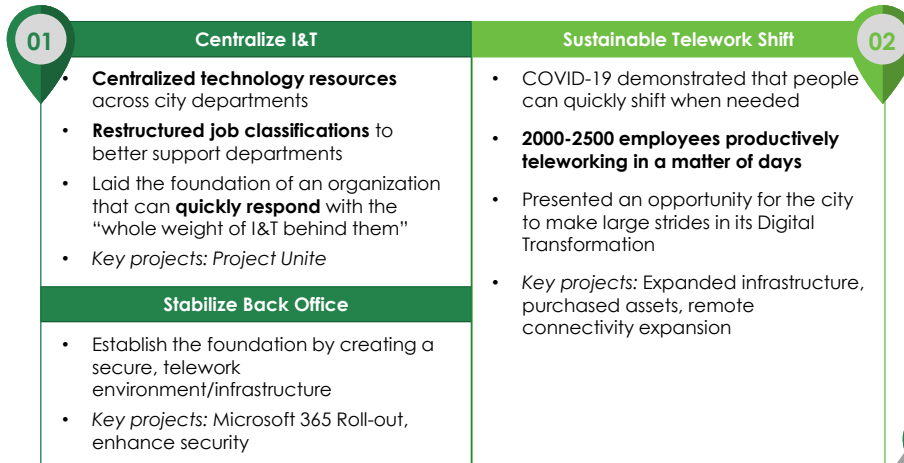 01
Centralize I&T
• Centralized technology resources
across city departments
• Restructured job classifications to
better support departments
• Laid the foundation of an organization
that can quickly respond with the
“whole weight of I&T behind them”
• Key projects: Project Unite
Stabilize Back Office
• Establish the foundation by creating a
secure, telework
environment/infrastructure
• Key projects: Microsoft 365 Roll-out,
enhance security
Sustainable Telework Shift
02
• COVID-19 demonstrated that people
can quickly shift when needed
• 2000-2500 employees productively
teleworking in a matter of days
• Presented an opportunity for the city
to make large strides in its Digital
Transformation
• Key projects: Expanded infrastructure,
purchased assets, remote
connectivity expansion